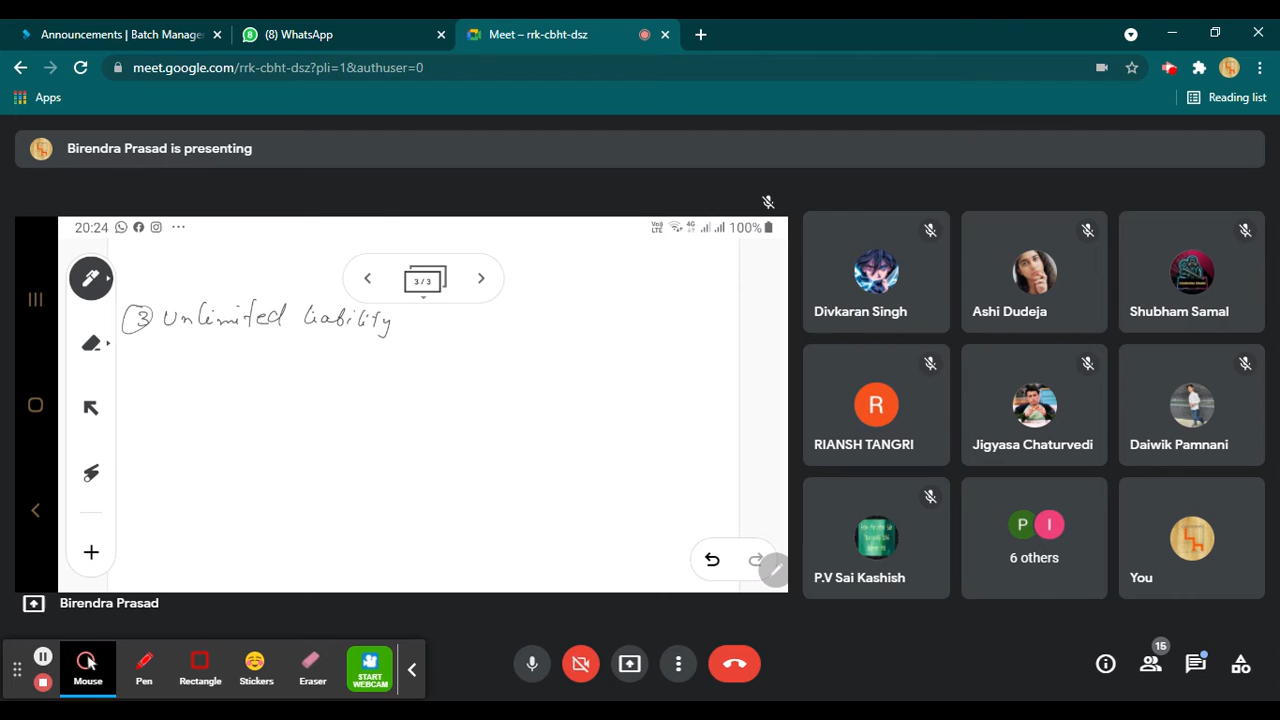 Announcements | Batch Manage
(8) WhatsApp
Meet – rrk-cbht-dsz
meet.google.com/rrk-cbht-dsz?pli=1&authuser=0
Apps
Reading list
Birendra Prasad is presenting
20:24
VoLTE 4G 100%
3 / 3
③ Unlimited liability
Divkaran Singh
Ashi Dudeja
Shubham Samal
R
RIANSH TANGRI
Jigyasa Chaturvedi
Daiwik Pamnani
P.V Sai Kashish
P I
6 others
You
Birendra Prasad
Mouse
Pen
Rectangle
Stickers
Eraser
START
WEBCAM
15